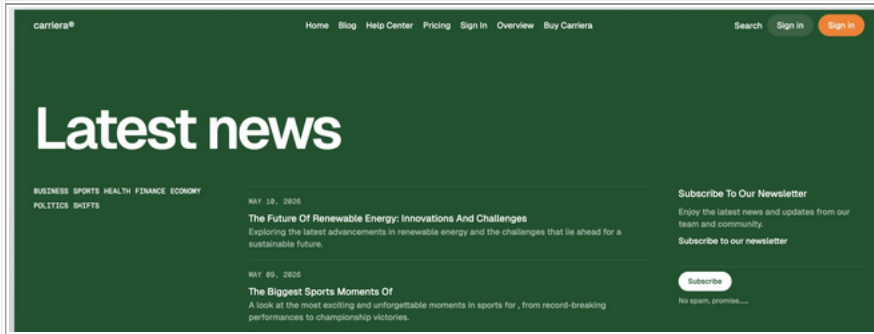 carriera®
Home Blog Help Center Pricing Sign In Overview Buy Carriera
Search Sign in Sign in
Latest news
BUSINESS SPORTS HEALTH FINANCE ECONOMY
POLITICS SHIFTS
MAY 10, 2026
The Future Of Renewable Energy: Innovations And Challenges
Exploring the latest advancements in renewable energy and the challenges that lie ahead for a
sustainable future.
MAY 09, 2026
The Biggest Sports Moments Of
A look at the most exciting and unforgettable moments in sports for , from record-breaking
performances to championship victories.
Subscribe To Our Newsletter
Enjoy the latest news and updates from our
team and community.
Subscribe to our newsletter
Subscribe
No spam, promise.....